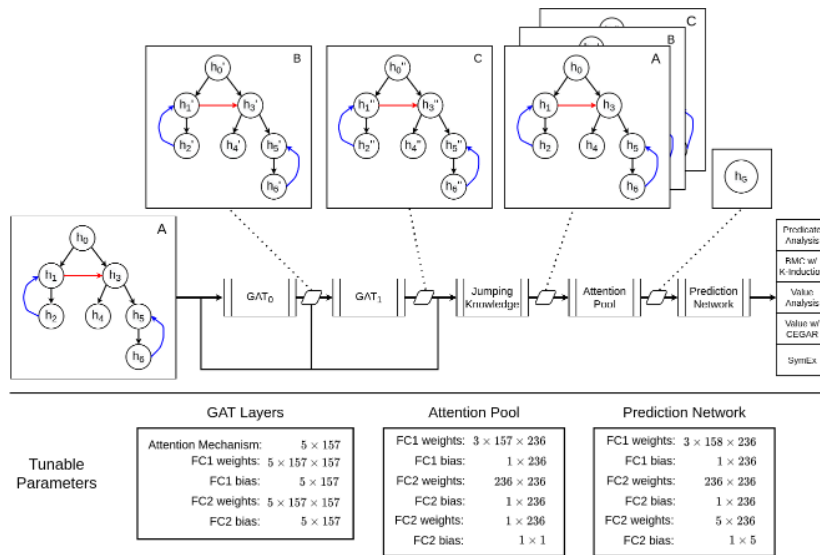 B
h0'
h1'
h3'
h2'
h4'
h5'
h6'
C
h0"
h1"
h3"
h2"
h4"
h5"
h6"
C
B
A
h0
h1
h3
h2
h4
h5
h6
hG
A
h0
h1
h3
h2
h4
h5
h6
GAT0
GAT1
Jumping
Knowledge
Attention
Pool
Prediction
Network
Predicate
Analysis
BMC w/
K-Induction
Value
Analysis
Value w/
CEGAR
SymEx
Tunable
Parameters
GAT Layers
Attention Mechanism: 5 × 157
FC1 weights: 5 × 157 × 157
FC1 bias: 5 × 157
FC2 weights: 5 × 157 × 157
FC2 bias: 5 × 157
Attention Pool
FC1 weights: 3 × 157 × 236
FC1 bias: 1 × 236
FC2 weights: 236 × 236
FC2 bias: 1 × 236
FC2 weights: 1 × 236
FC2 bias: 1 × 1
Prediction Network
FC1 weights: 3 × 158 × 236
FC1 bias: 1 × 236
FC2 weights: 236 × 236
FC2 bias: 1 × 236
FC2 weights: 5 × 236
FC2 bias: 1 × 5